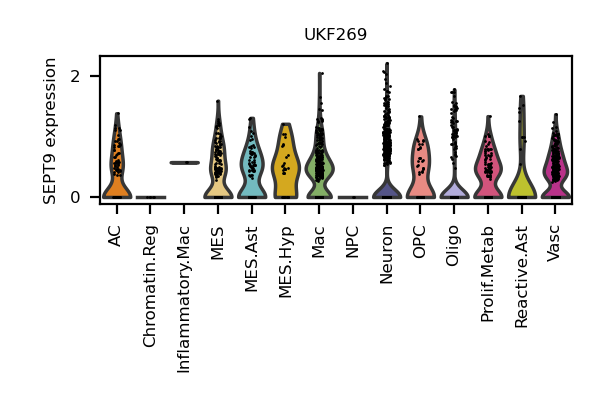 UKF269
SEPT9 expression
2
0
AC
Chromatin.Reg
Inflammatory.Mac
MES
MES.Ast
MES.Hyp
Mac
NPC
Neuron
OPC
Oligo
Prolif.Metab
Reactive.Ast
Vasc